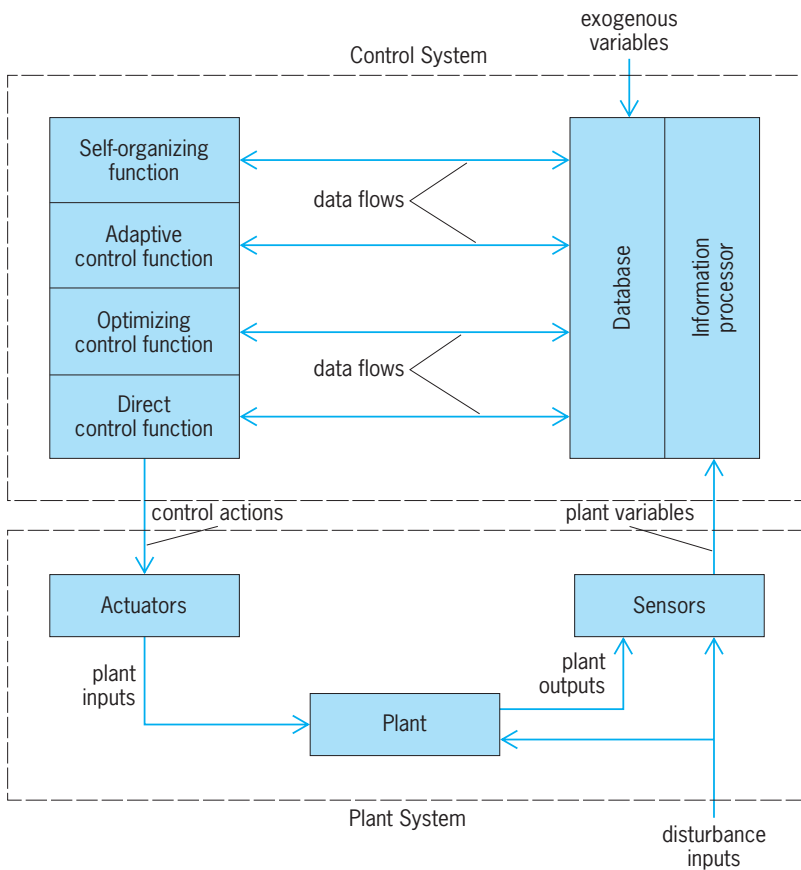 exogenous
variables
Control System
Self-organizing
function
data flows
Adaptive
control function
Optimizing
control function
data flows
Direct
control function
Database
Information
processor
control actions
plant variables
Actuators
Sensors
plant
inputs
plant
outputs
Plant
Plant System
disturbance
inputs